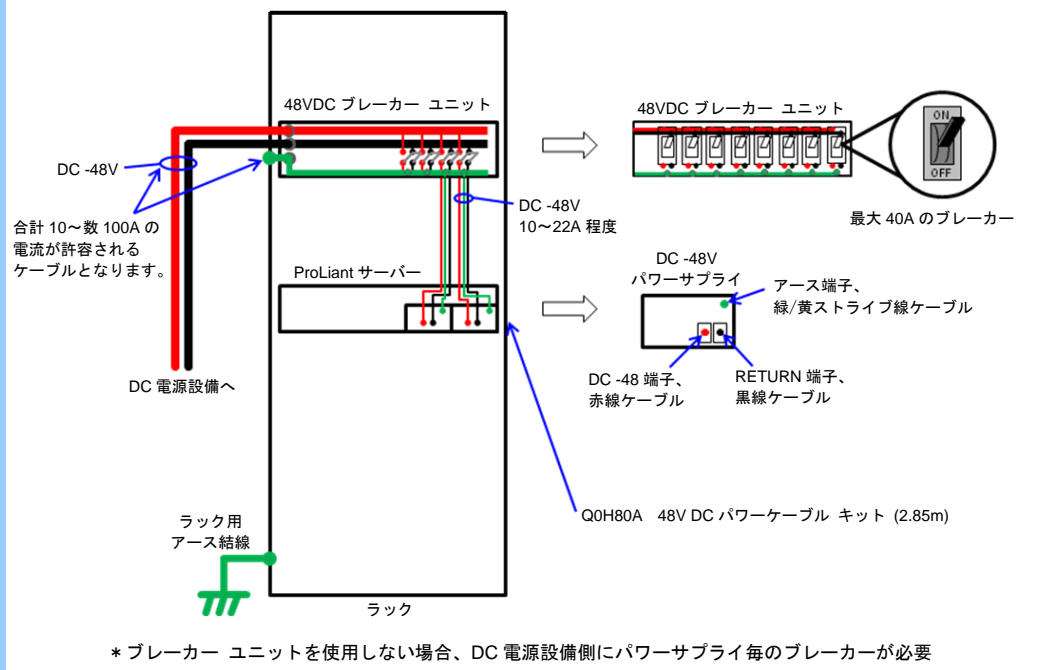 48VDC ブレーカー ユニット
48VDC ブレーカー ユニット
ON
OFF
DC -48V
最大 40A のブレーカー
合計 10～数 100A の
電流が許容される
ケーブルとなります。
DC -48V
10～22A 程度
ProLiant サーバー
DC -48V
パワーサプライ
アース端子、
緑/黄ストライプ線ケーブル
DC 電源設備へ
DC -48 端子、
赤線ケーブル
RETURN 端子、
黒線ケーブル
Q0H80A 48V DC パワーケーブル キット (2.85m)
ラック用
アース結線
ラック
* ブレーカー ユニットを使用しない場合、DC 電源設備側にパワーサプライ毎のブレーカーが必要